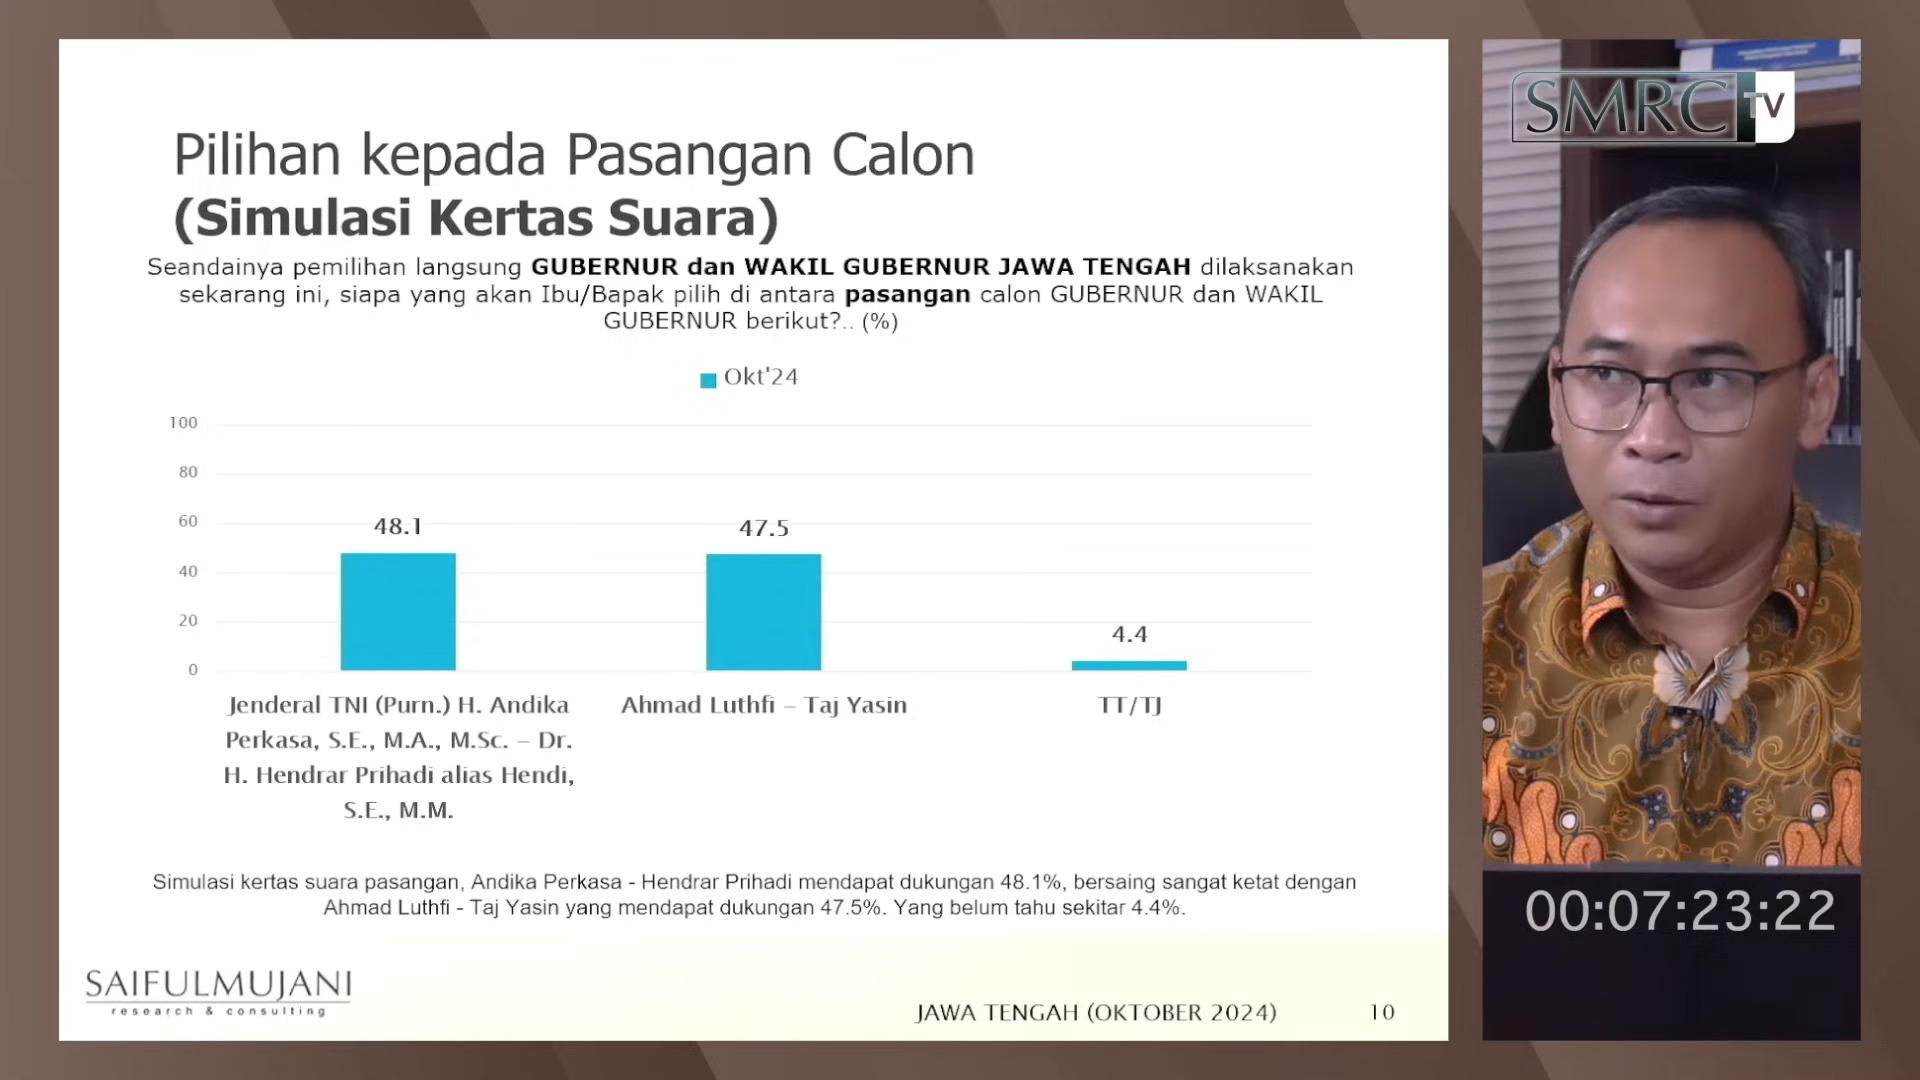 Pilihan kepada Pasangan Calon
(Simulasi Kertas Suara)
Seandainya pemilihan langsung GUBERNUR dan WAKIL GUBERNUR JAWA TENGAH dilaksanakan
sekarang ini, siapa yang akan Ibu/Bapak pilih di antara pasangan calon GUBERNUR dan WAKIL
GUBERNUR berikut?.. (%)
Okt'24
100
80
60
40
20
0
48.1
47.5
4.4
Jenderal TNI (Purn.) H. Andika
Perkasa, S.E., M.A., M.Sc. – Dr.
H. Hendrar Prihadi alias Hendi,
S.E., M.M.
Ahmad Luthfi – Taj Yasin
TT/TJ
Simulasi kertas suara pasangan, Andika Perkasa - Hendrar Prihadi mendapat dukungan 48.1%, bersaing sangat ketat dengan
Ahmad Luthfi - Taj Yasin yang mendapat dukungan 47.5%. Yang belum tahu sekitar 4.4%.
SAIFULMUJANI
research & consulting
JAWA TENGAH (OKTOBER 2024)
10
SMRC TV
00:07:23:22